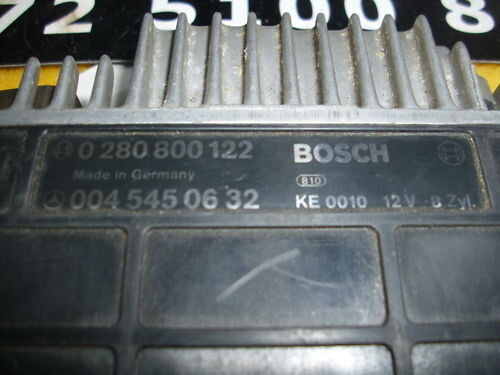 72 5100 8
0 280 800 122 BOSCH
Made in Germany 810
004 545 06 32 KE 0010 12V 8 Zyl.